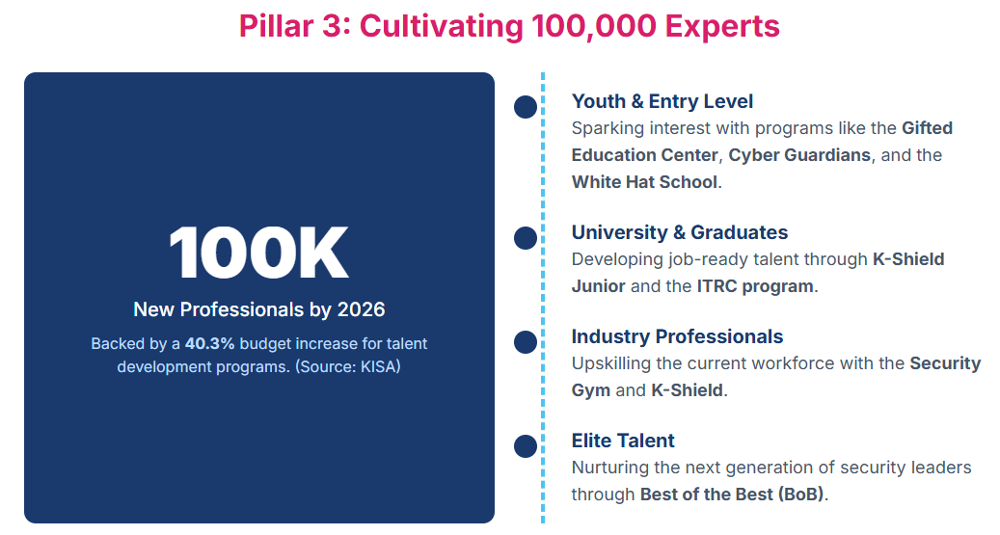 Pillar 3: Cultivating 100,000 Experts
100K
New Professionals by 2026
Backed by a 40.3% budget increase for talent
development programs. (Source: KISA)
Youth & Entry Level
Sparking interest with programs like the Gifted
Education Center, Cyber Guardians, and the
White Hat School.
University & Graduates
Developing job-ready talent through K-Shield
Junior and the ITRC program.
Industry Professionals
Upskilling the current workforce with the Security
Gym and K-Shield.
Elite Talent
Nurturing the next generation of security leaders
through Best of the Best (BoB).